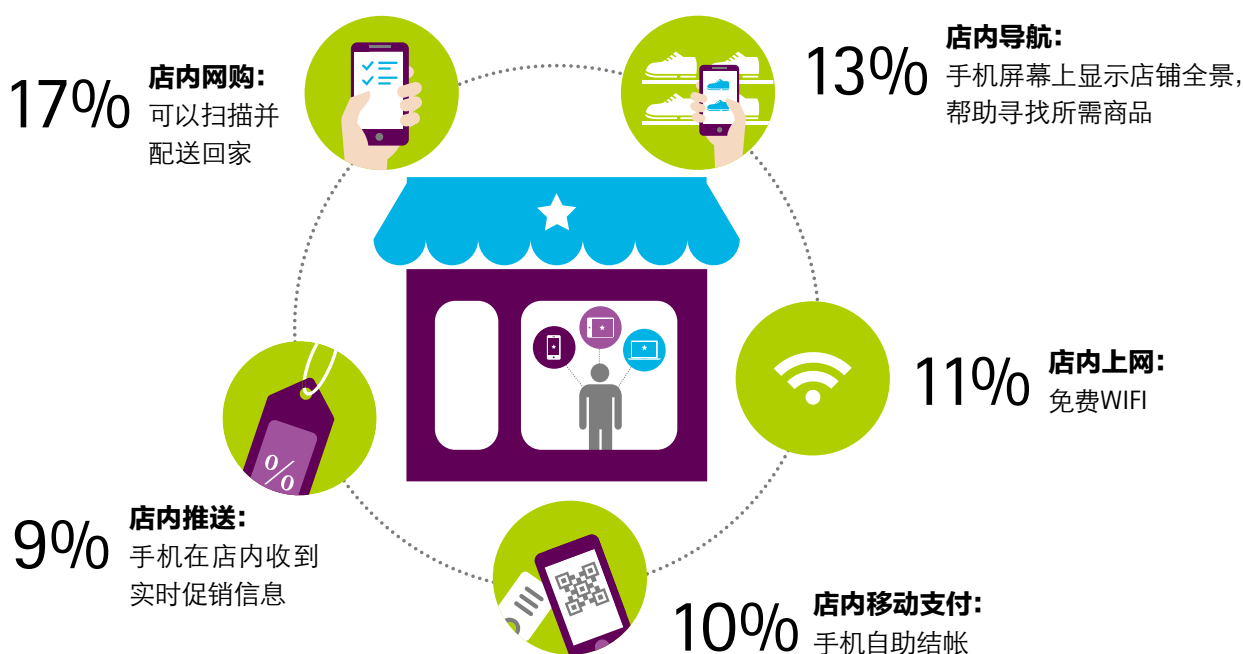 17%
店内网购：
可以扫描并
配送回家
13%
店内导航：
手机屏幕上显示店铺全景，
帮助寻找所需商品
11%
店内上网：
免费WIFI
10%
店内移动支付：
手机自助结帐
9%
店内推送：
手机在店内收到
实时促销信息
%